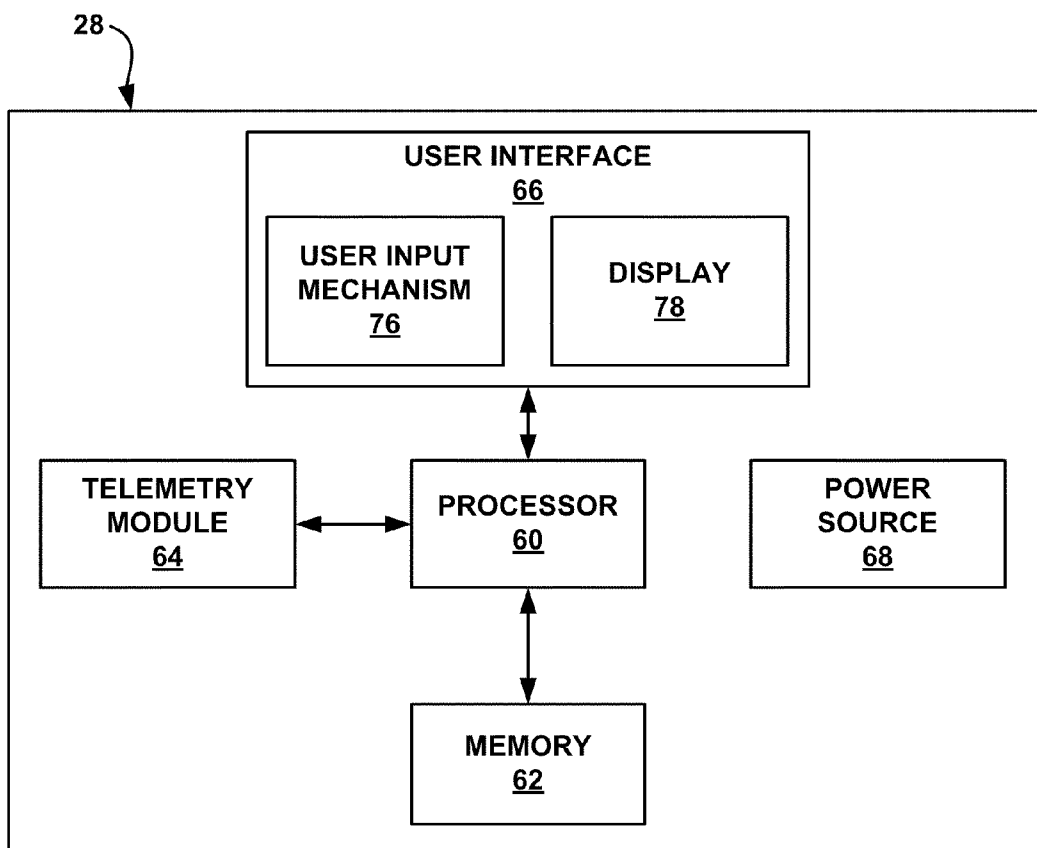 28
USER INTERFACE
66
USER INPUT
MECHANISM
76
DISPLAY
78
TELEMETRY
MODULE
64
PROCESSOR
60
POWER
SOURCE
68
MEMORY
62